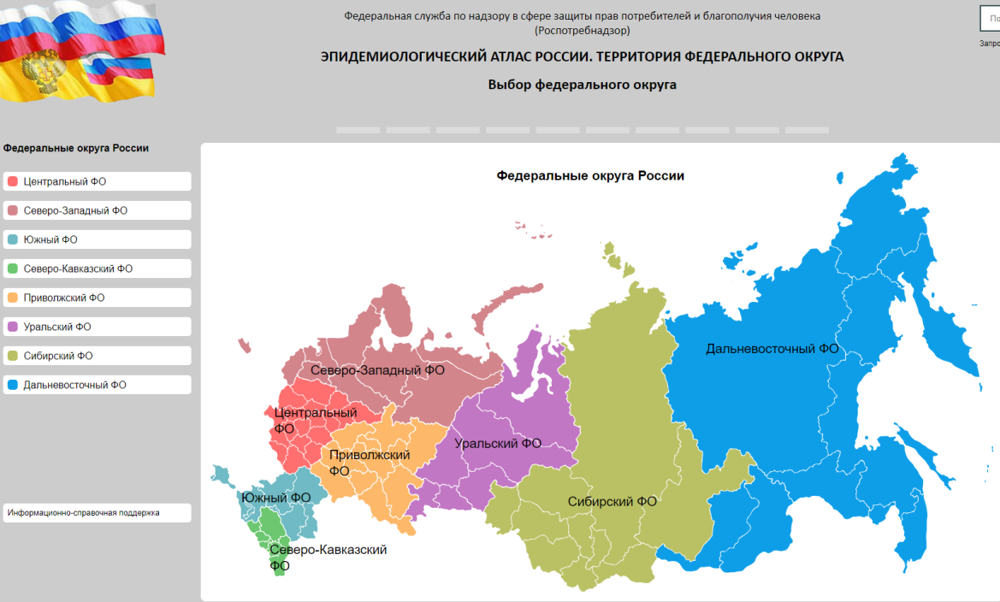 Федеральная служба по надзору в сфере защиты прав потребителей и благополучия человека
(Роспотребнадзор)
ЭПИДЕМИОЛОГИЧЕСКИЙ АТЛАС РОССИИ. ТЕРРИТОРИЯ ФЕДЕРАЛЬНОГО ОКРУГА
Выбор федерального округа
Федеральные округа России
Центральный ФО
Северо-Западный ФО
Южный ФО
Северо-Кавказский ФО
Приволжский ФО
Уральский ФО
Сибирский ФО
Дальневосточный ФО
Информационно-справочная поддержка
Федеральные округа России
Дальневосточный ФО
Северо-Западный ФО
Центральный
ФО
Уральский ФО
Приволжский
ФО
Южный ФО
Сибирский ФО
Северо-Кавказский
ФО